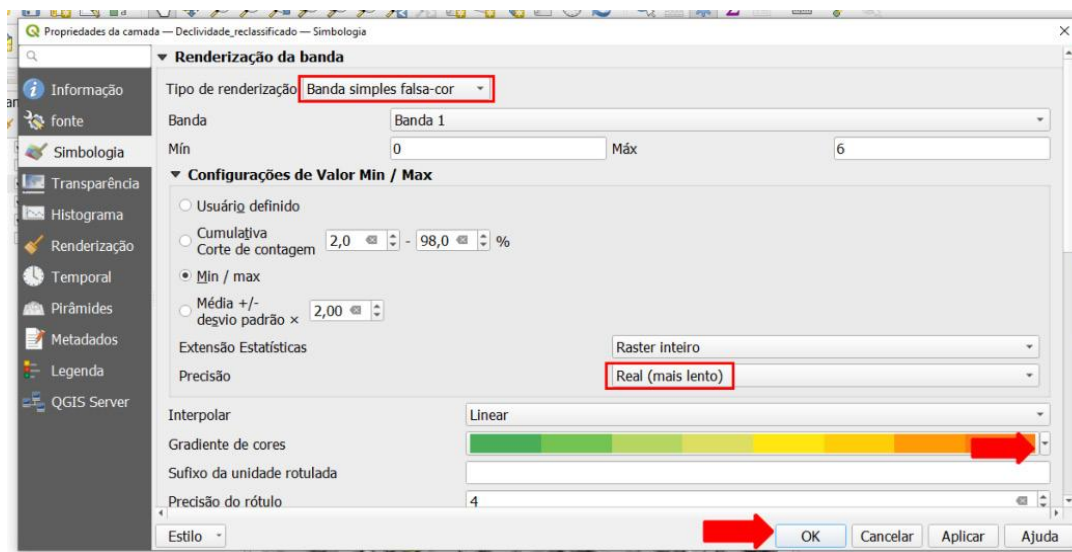 Propriedades da camada — Declividade_reclassificado — Simbologia
Informação
fonte
Simbologia
Transparência
Histograma
Renderização
Temporal
Pirâmides
Metadados
Legenda
QGIS Server
Renderização da banda
Tipo de renderização Banda simples falsa-cor
Banda Banda 1
Mín 0 Máx 6
Configurações de Valor Min / Max
Usuário definido
Cumulativa
Corte de contagem 2,0 - 98,0 %
Min / max
Média +/-
desvio padrão × 2,00
Extensão Estatísticas Raster inteiro
Precisão Real (mais lento)
Interpolar Linear
Gradiente de cores
Sufixo da unidade rotulada
Precisão do rótulo 4
Estilo OK Cancelar Aplicar Ajuda